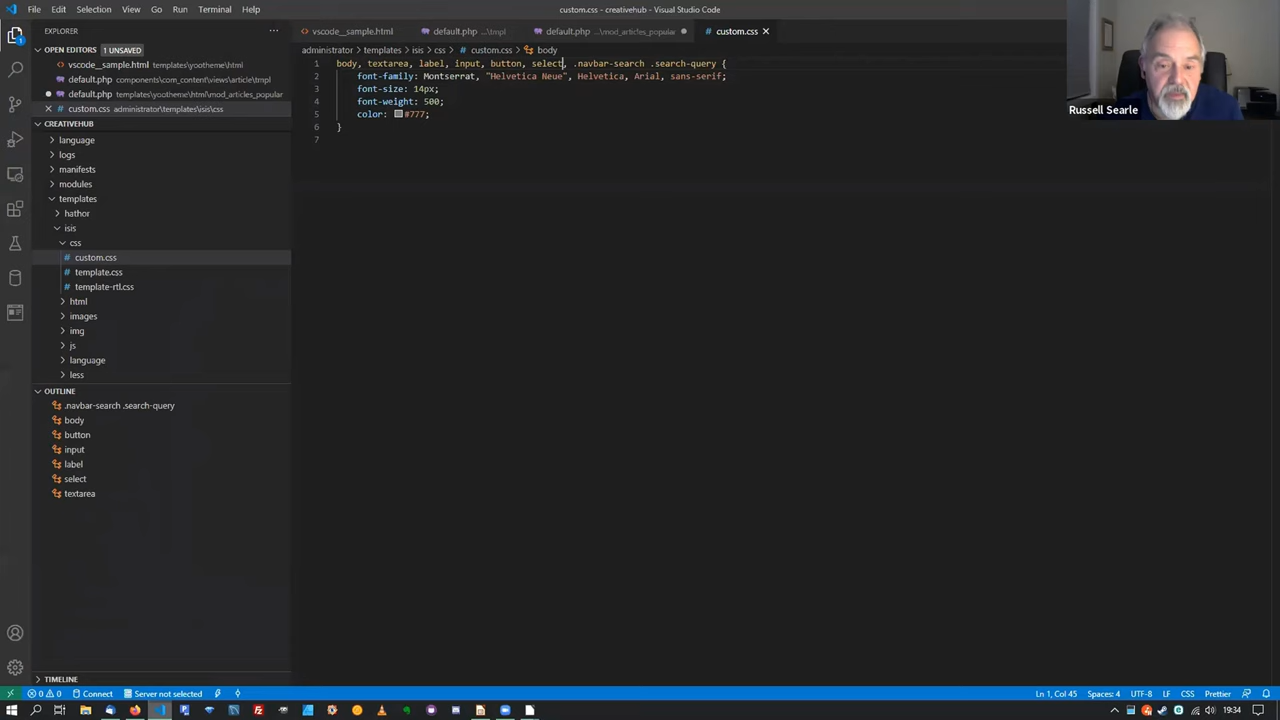 File Edit Selection View Go Run Terminal Help
custom.css - creativehub - Visual Studio Code
EXPLORER
OPEN EDITORS 1 UNSAVED
vscode_sample.html templates\yootheme\html
default.php components\com_content\views\article\tmpl
default.php templates\yootheme\html\mod_articles_popular
custom.css administrator\templates\isis\css
CREATIVEHUB
language
logs
manifests
modules
templates
hathor
isis
css
custom.css
template.css
template-rtl.css
html
images
img
js
language
less
OUTLINE
.navbar-search .search-query
body
button
input
label
select
textarea
TIMELINE
vscode_sample.html
default.php ...\tmpl
default.php ...\mod_articles_popular
custom.css
administrator > templates > isis > css > custom.css > body
1 body, textarea, label, input, button, select, .navbar-search .search-query {
2 font-family: Montserrat, "Helvetica Neue", Helvetica, Arial, sans-serif;
3 font-size: 14px;
4 font-weight: 500;
5 color: #777;
6 }
7
Russell Searle
0 0 Connect Server not selected
Ln 1, Col 45 Spaces: 4 UTF-8 LF CSS Prettier
19:34